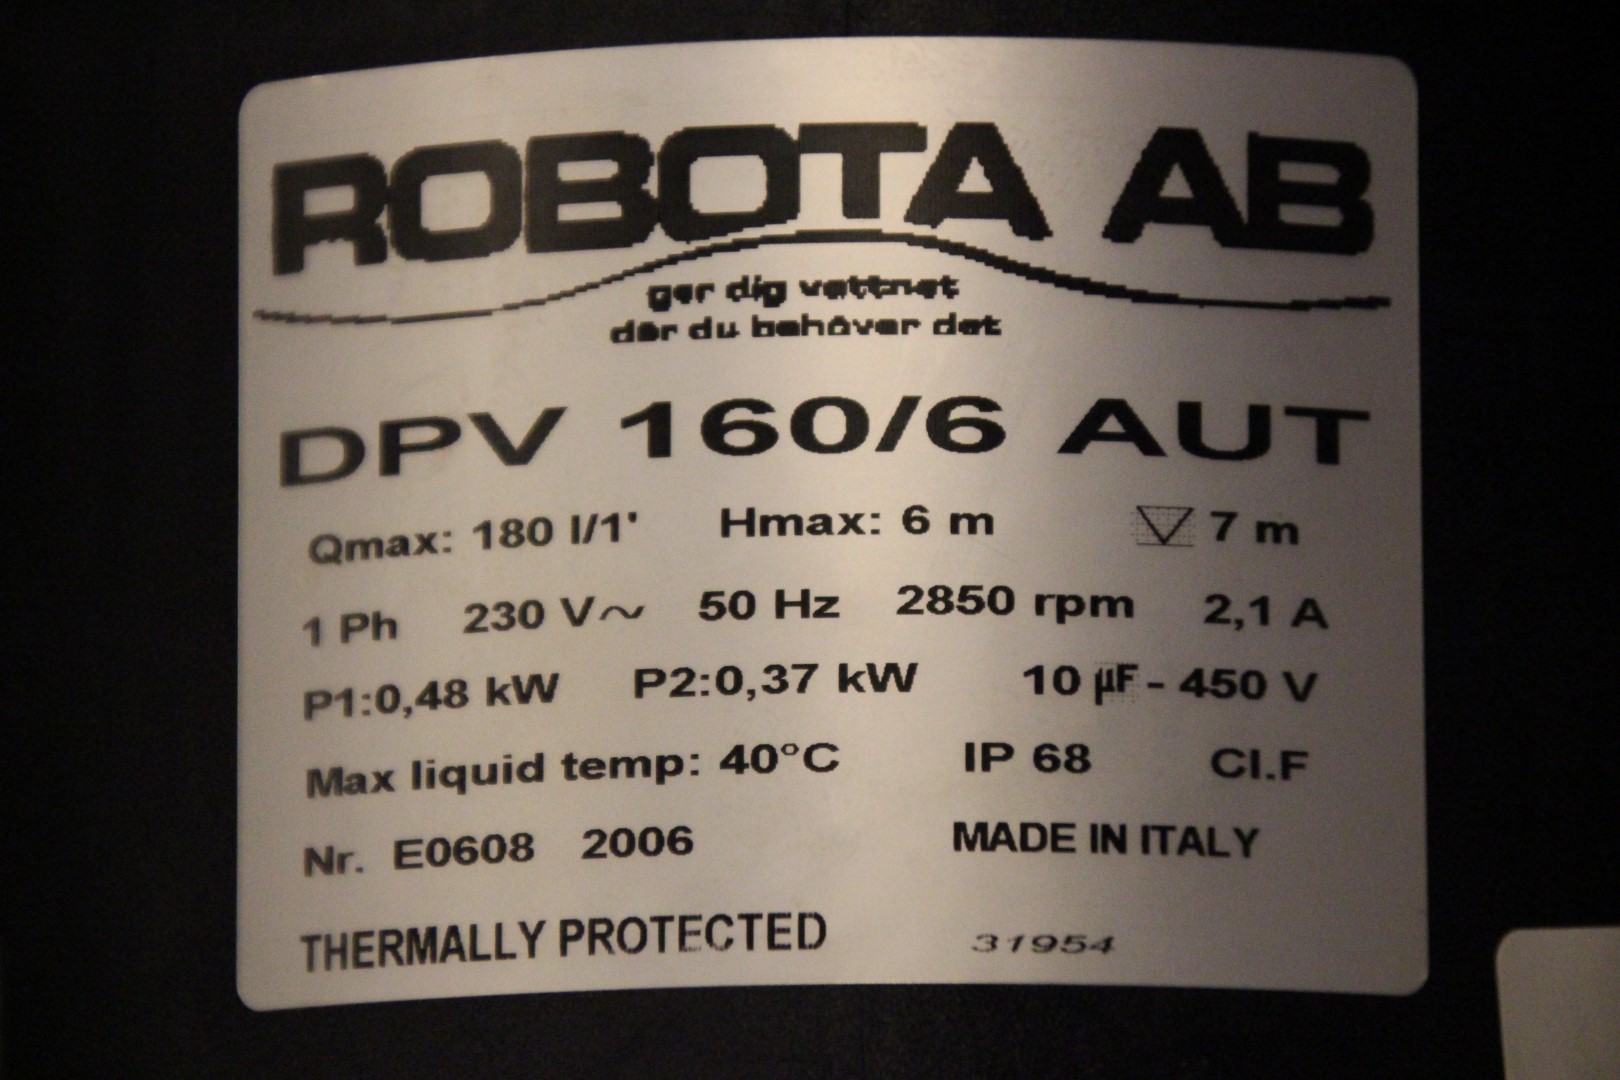 ROBOTA AB
ger dig vattnet
där du behöver det
DPV 160/6 AUT
Qmax: 180 l/1' Hmax: 6 m 7 m
1 Ph 230 V~ 50 Hz 2850 rpm 2,1 A
P1:0,48 kW P2:0,37 kW 10 µF - 450 V
Max liquid temp: 40°C IP 68 Cl.F
Nr. E0608 2006 MADE IN ITALY
THERMALLY PROTECTED 31954